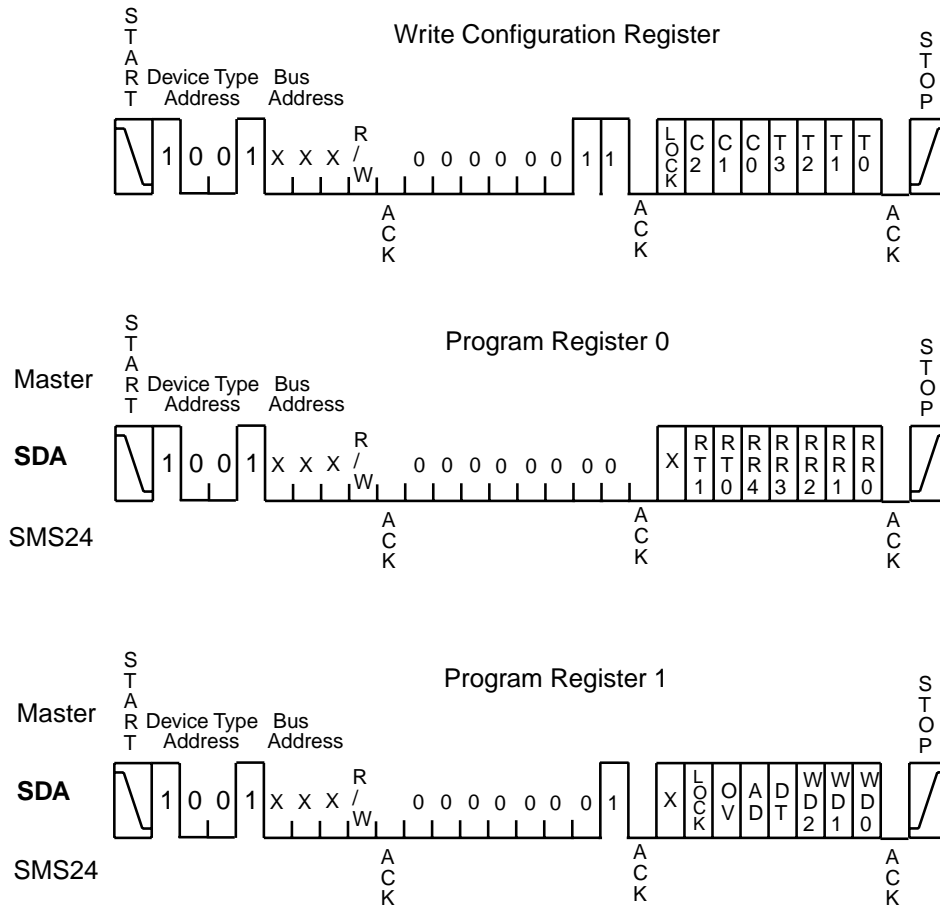 START
Write Configuration Register
STOP
Device Type Address
Bus Address
1 0 0 1 X X X R/W 0 0 0 0 0 0 1 1 LOCK C2 C1 C0 T3 T2 T1 T0
ACK ACK ACK
START
Program Register 0
STOP
Master
Device Type Address
Bus Address
SDA
1 0 0 1 X X X R/W 0 0 0 0 0 0 0 0 X RT1 RT0 RR4 RR3 RR2 RR1 RR0
SMS24
ACK ACK ACK
START
Program Register 1
STOP
Master
Device Type Address
Bus Address
SDA
1 0 0 1 X X X R/W 0 0 0 0 0 0 0 1 X LOCK OV AD DT WD2 WD1 WD0
SMS24
ACK ACK ACK